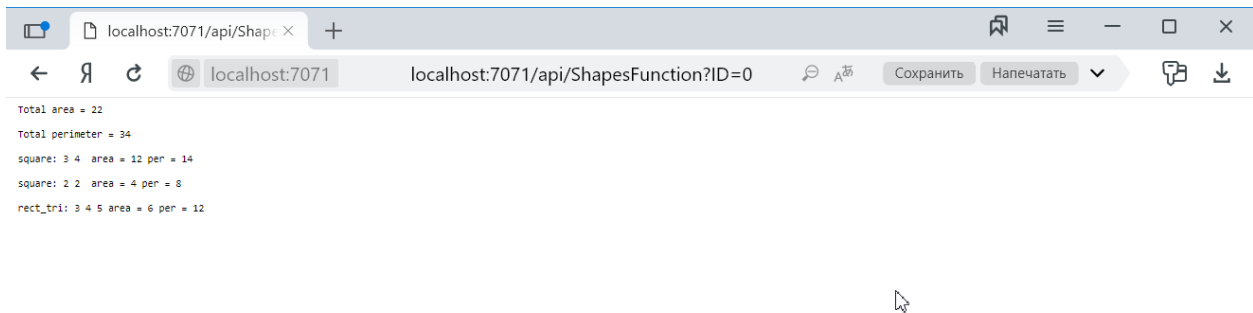 localhost:7071/api/Shape
Я localhost:7071 localhost:7071/api/ShapesFunction?ID=0 Aあ Сохранить Напечатать
Total area = 22
Total perimeter = 34
square: 3 4  area = 12 per = 14
square: 2 2  area = 4 per = 8
rect_tri: 3 4 5 area = 6 per = 12